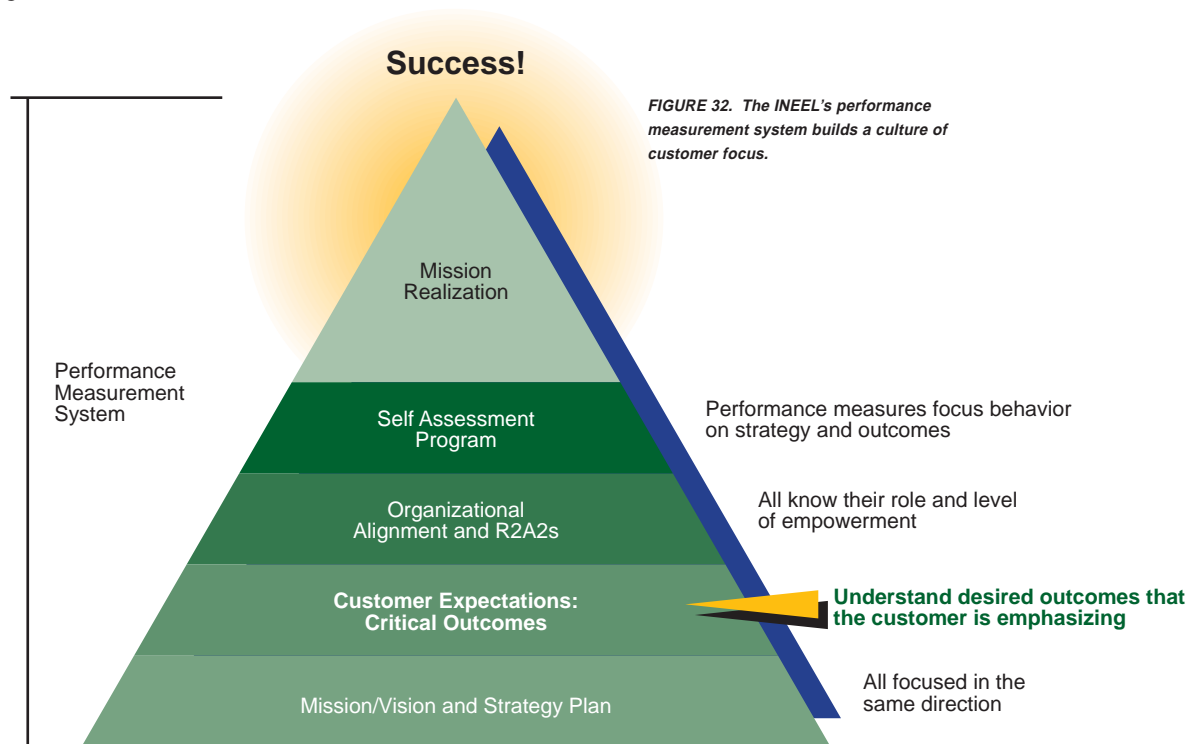 Success!
FIGURE 32. The INEEL's performance
measurement system builds a culture of
customer focus.
Mission
Realization
Performance
Measurement
System
Self Assessment
Program
Performance measures focus behavior
on strategy and outcomes
Organizational
Alignment and R2A2s
All know their role and level
of empowerment
Customer Expectations:
Critical Outcomes
Understand desired outcomes that
the customer is emphasizing
Mission/Vision and Strategy Plan
All focused in the
same direction